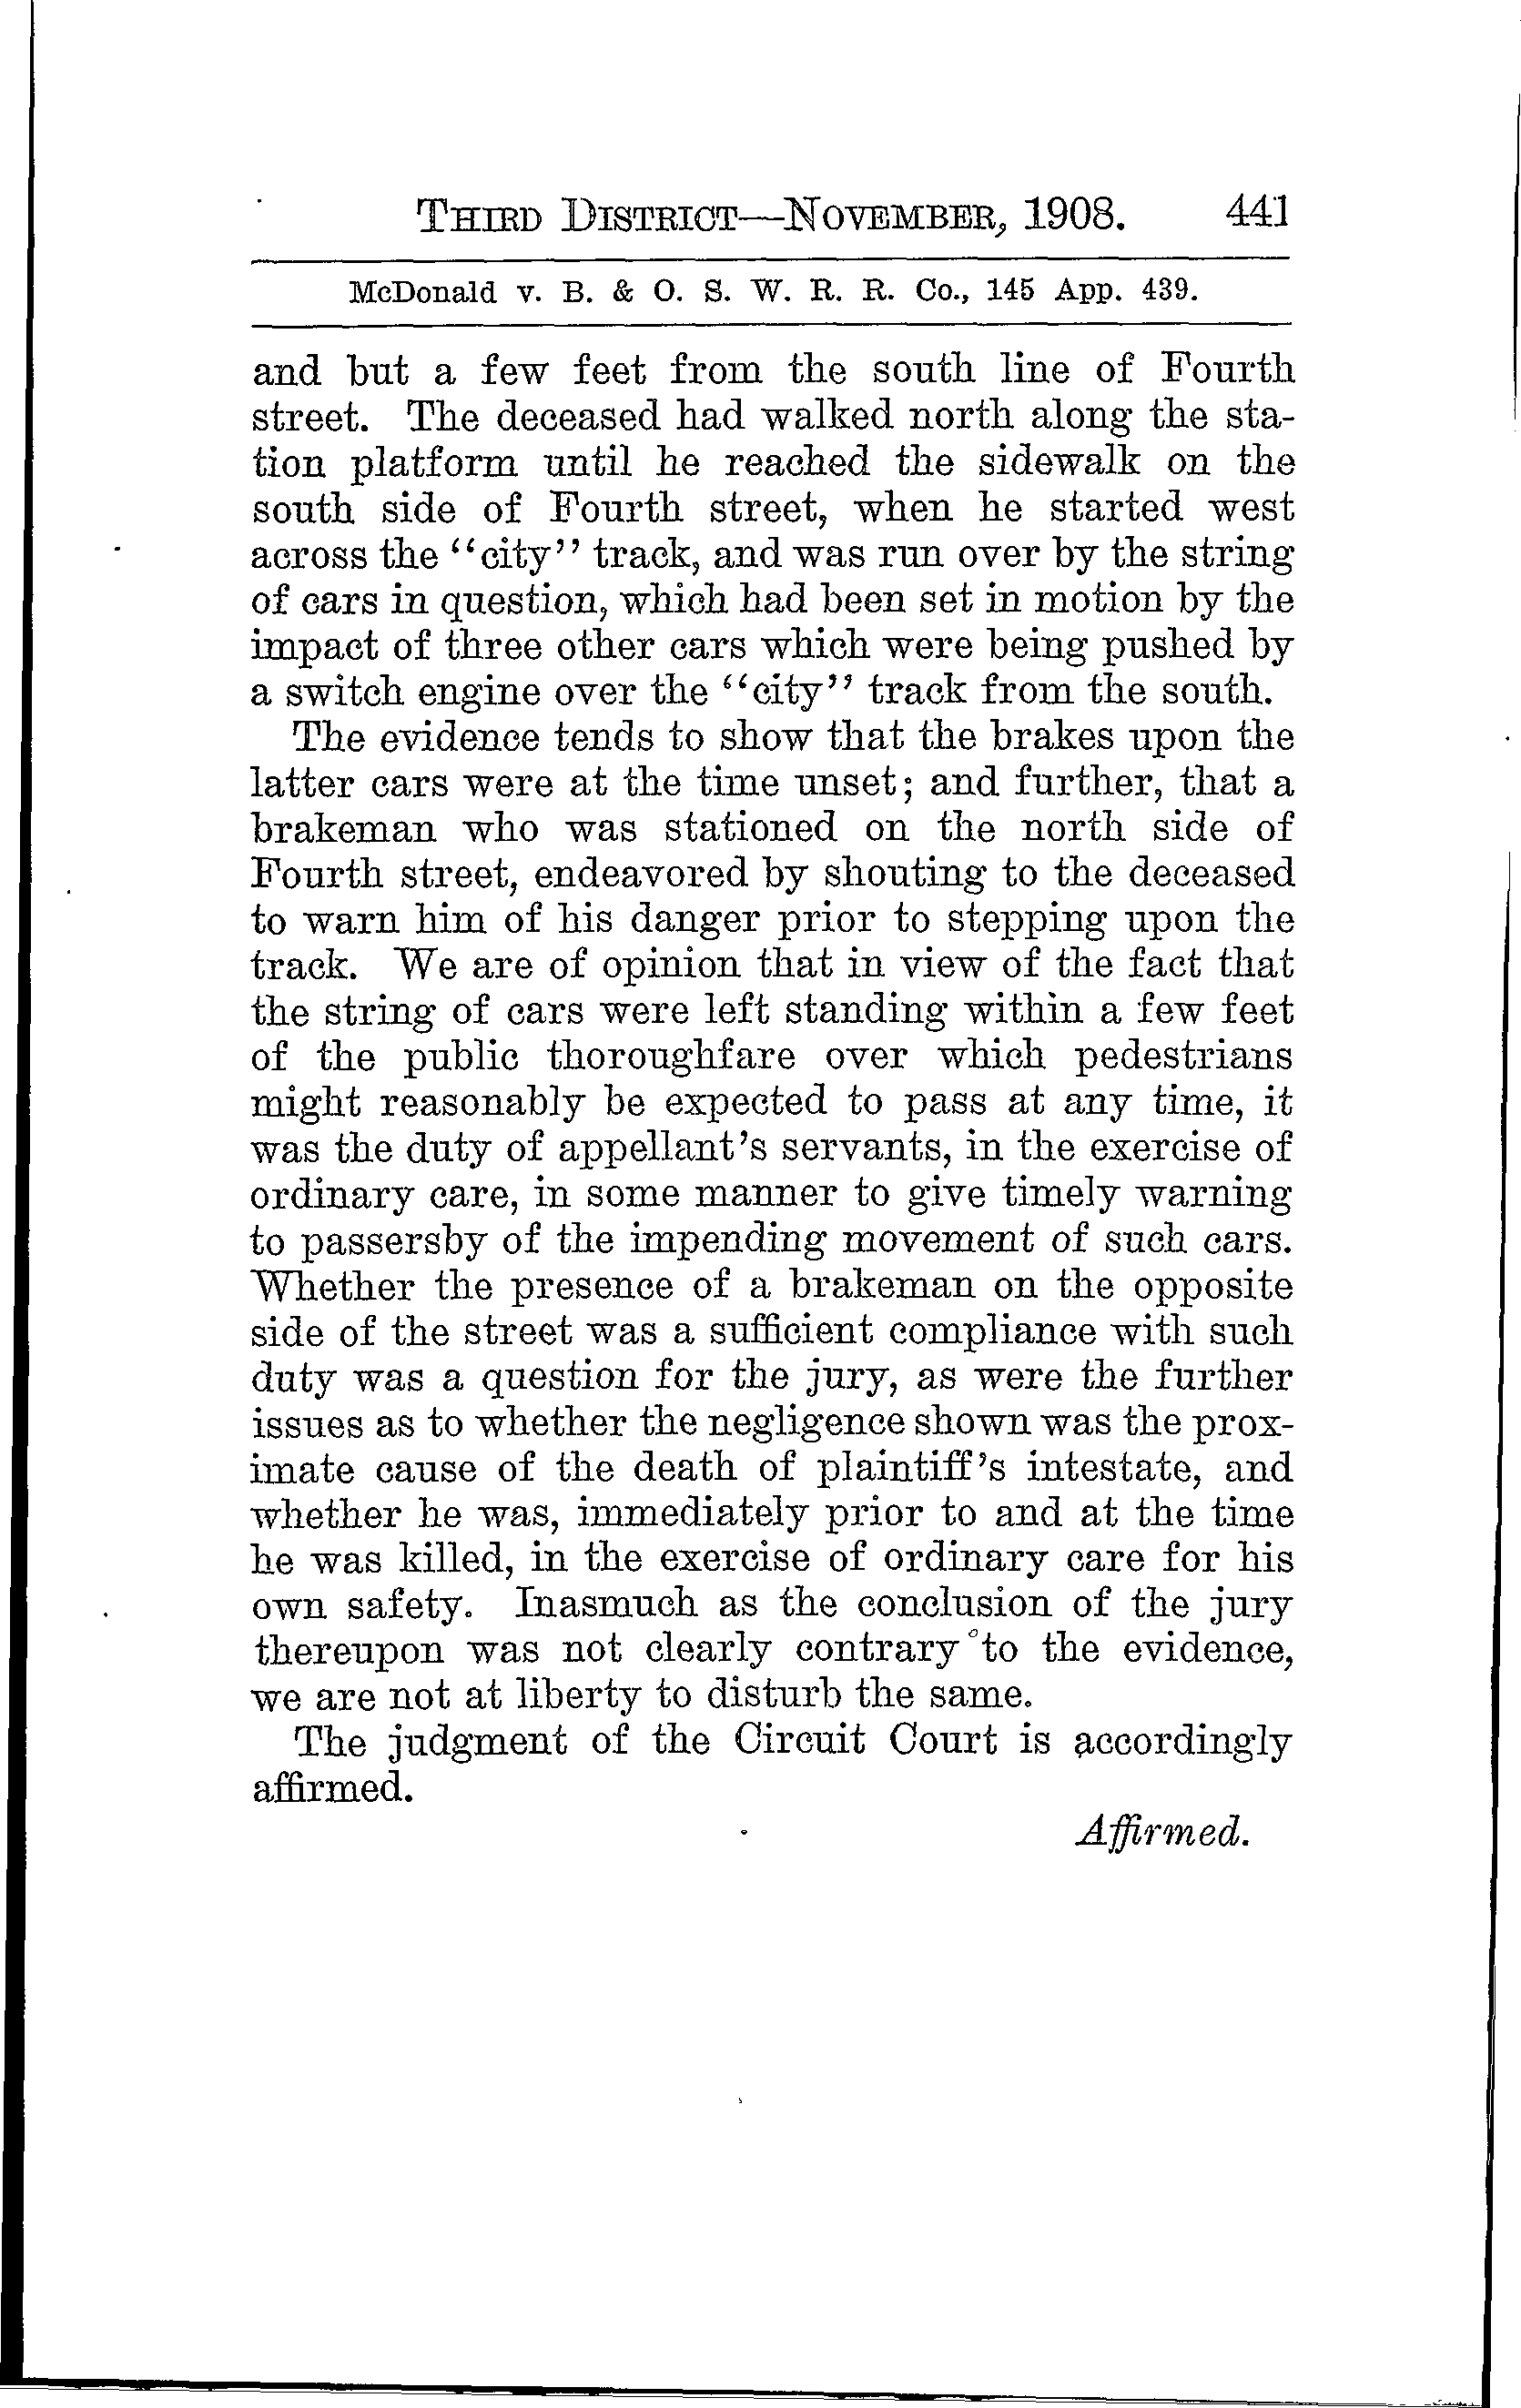 THIRD DISTRICT—NOVEMBER, 1908. 441
McDonald v. B. & O. S. W. R. R. Co., 145 App. 439.
and but a few feet from the south line of Fourth
street. The deceased had walked north along the sta-
tion platform until he reached the sidewalk on the
south side of Fourth street, when he started west
across the "city" track, and was run over by the string
of cars in question, which had been set in motion by the
impact of three other cars which were being pushed by
a switch engine over the "city" track from the south.
The evidence tends to show that the brakes upon the
latter cars were at the time unset; and further, that a
brakeman who was stationed on the north side of
Fourth street, endeavored by shouting to the deceased
to warn him of his danger prior to stepping upon the
track. We are of opinion that in view of the fact that
the string of cars were left standing within a few feet
of the public thoroughfare over which pedestrians
might reasonably be expected to pass at any time, it
was the duty of appellant's servants, in the exercise of
ordinary care, in some manner to give timely warning
to passersby of the impending movement of such cars.
Whether the presence of a brakeman on the opposite
side of the street was a sufficient compliance with such
duty was a question for the jury, as were the further
issues as to whether the negligence shown was the prox-
imate cause of the death of plaintiff's intestate, and
whether he was, immediately prior to and at the time
he was killed, in the exercise of ordinary care for his
own safety. Inasmuch as the conclusion of the jury
thereupon was not clearly contrary to the evidence,
we are not at liberty to disturb the same.
The judgment of the Circuit Court is accordingly
affirmed.
Affirmed.